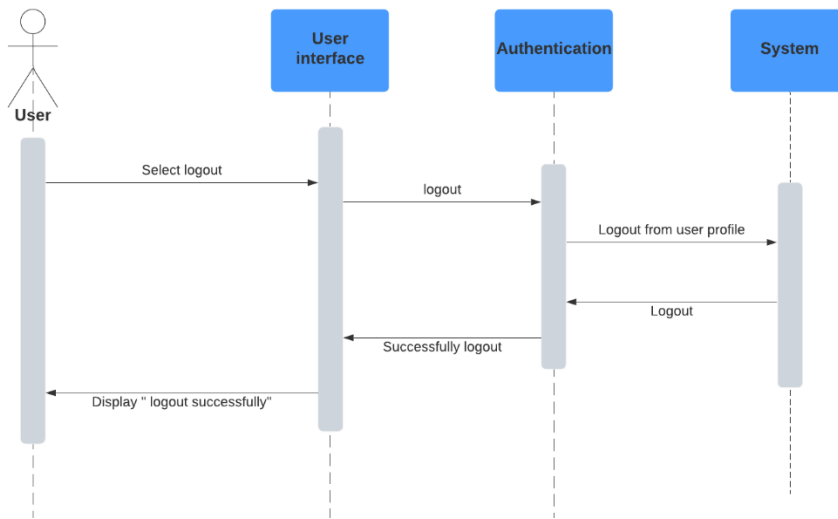 User
interface
Authentication
System
User
Select logout
logout
Logout from user profile
Logout
Successfully logout
Display " logout successfully"